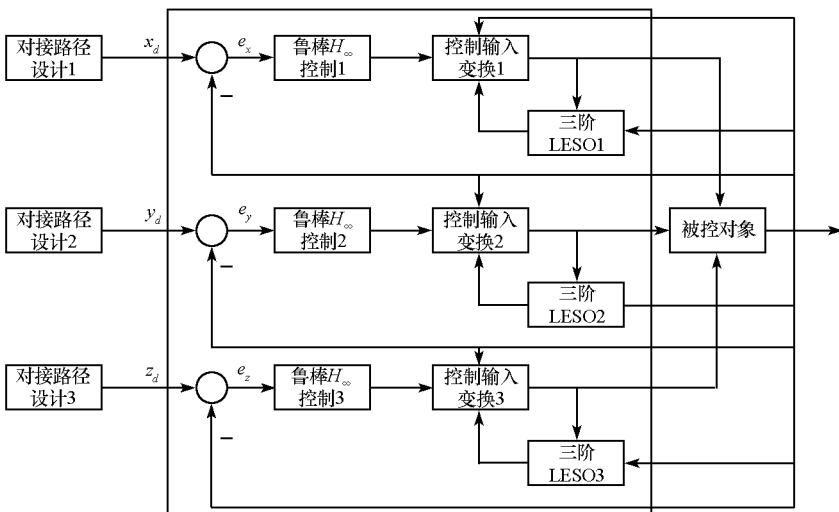 对接路径
设计1
x_d
e_x
鲁棒H∞
控制1
控制输入
变换1
三阶
LESO1
−
对接路径
设计2
y_d
e_y
鲁棒H∞
控制2
控制输入
变换2
被控对象
三阶
LESO2
−
对接路径
设计3
z_d
e_z
鲁棒H∞
控制3
控制输入
变换3
三阶
LESO3
−